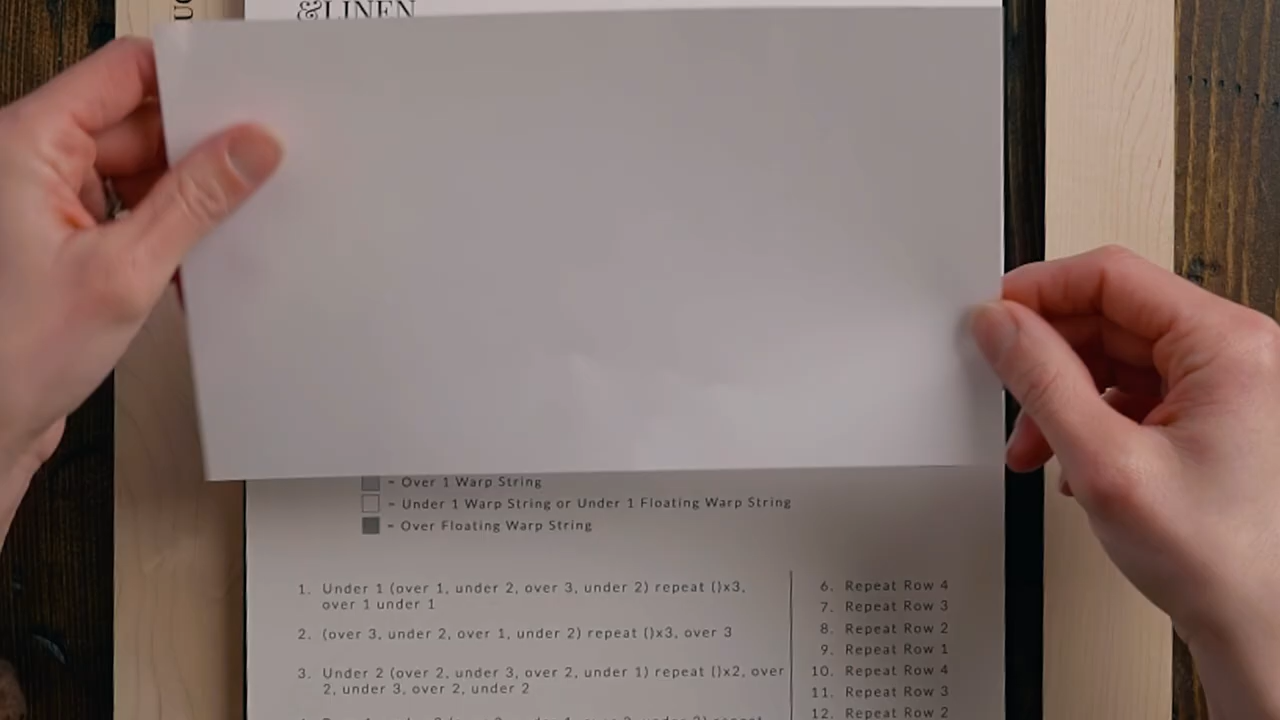 &LINEN
= Over 1 Warp String
= Under 1 Warp String or Under 1 Floating Warp String
= Over Floating Warp String
1. Under 1 (over 1, under 2, over 3, under 2) repeat ()x3,
over 1 under 1
2. (over 3, under 2, over 1, under 2) repeat ()x3, over 3
3. Under 2 (over 2, under 3, over 2, under 1) repeat ()x2, over
2, under 3, over 2, under 2
6. Repeat Row 4
7. Repeat Row 3
8. Repeat Row 2
9. Repeat Row 1
10. Repeat Row 4
11. Repeat Row 3
12. Repeat Row 2